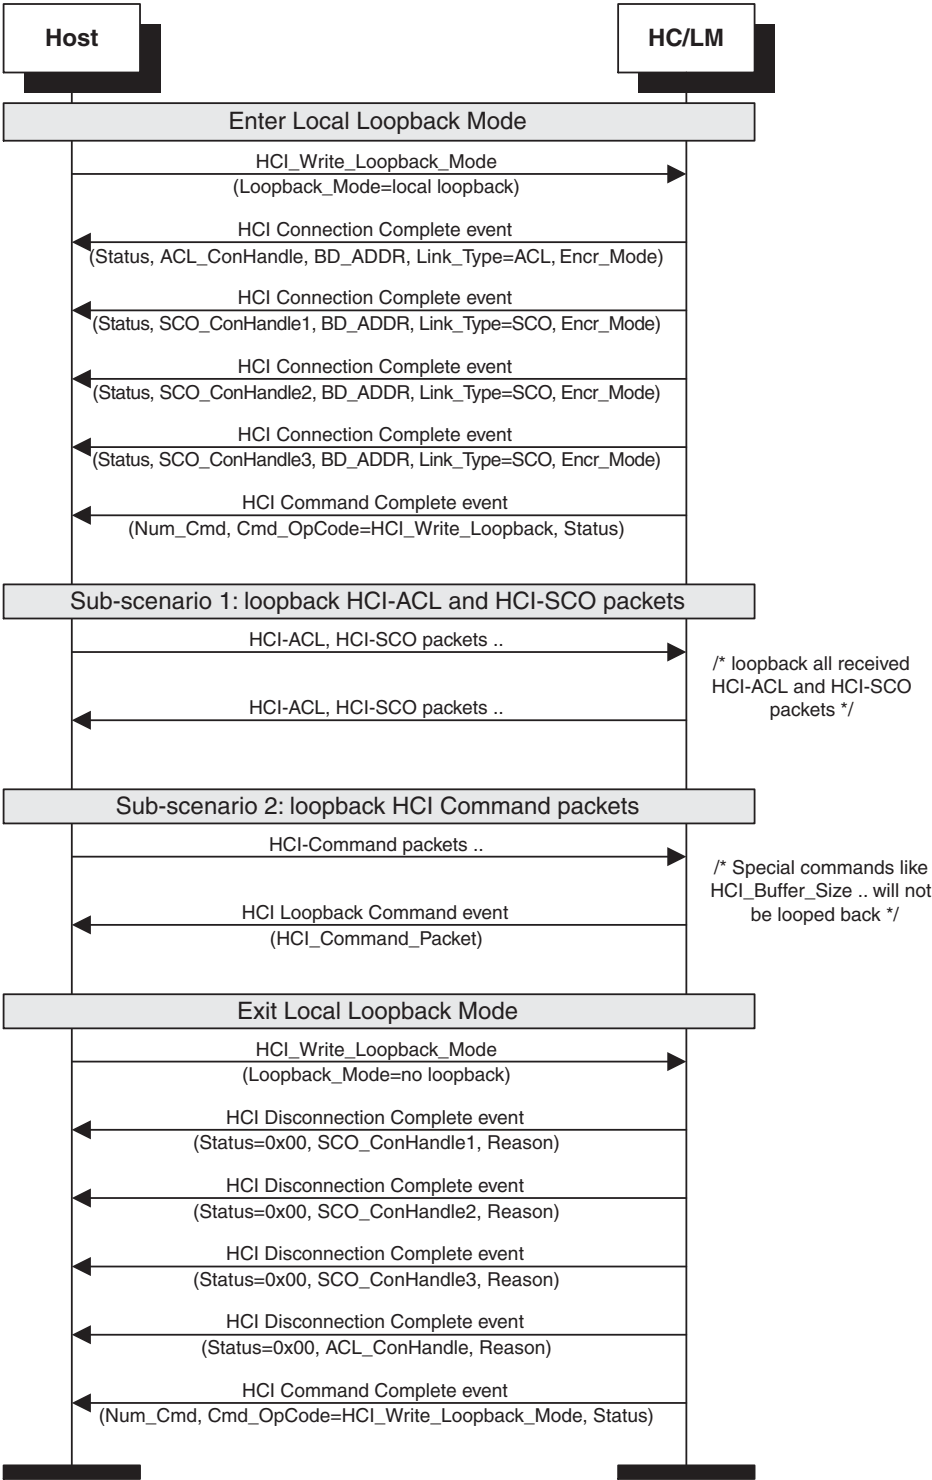 Host
HC/LM
Enter Local Loopback Mode
HCI_Write_Loopback_Mode
(Loopback_Mode=local loopback)
HCI Connection Complete event
(Status, ACL_ConHandle, BD_ADDR, Link_Type=ACL, Encr_Mode)
HCI Connection Complete event
(Status, SCO_ConHandle1, BD_ADDR, Link_Type=SCO, Encr_Mode)
HCI Connection Complete event
(Status, SCO_ConHandle2, BD_ADDR, Link_Type=SCO, Encr_Mode)
HCI Connection Complete event
(Status, SCO_ConHandle3, BD_ADDR, Link_Type=SCO, Encr_Mode)
HCI Command Complete event
(Num_Cmd, Cmd_OpCode=HCI_Write_Loopback, Status)
Sub-scenario 1: loopback HCI-ACL and HCI-SCO packets
HCI-ACL, HCI-SCO packets ..
/* loopback all received
HCI-ACL and HCI-SCO
packets */
HCI-ACL, HCI-SCO packets ..
Sub-scenario 2: loopback HCI Command packets
HCI-Command packets ..
/* Special commands like
HCI_Buffer_Size .. will not
be looped back */
HCI Loopback Command event
(HCI_Command_Packet)
Exit Local Loopback Mode
HCI_Write_Loopback_Mode
(Loopback_Mode=no loopback)
HCI Disconnection Complete event
(Status=0x00, SCO_ConHandle1, Reason)
HCI Disconnection Complete event
(Status=0x00, SCO_ConHandle2, Reason)
HCI Disconnection Complete event
(Status=0x00, SCO_ConHandle3, Reason)
HCI Disconnection Complete event
(Status=0x00, ACL_ConHandle, Reason)
HCI Command Complete event
(Num_Cmd, Cmd_OpCode=HCI_Write_Loopback_Mode, Status)